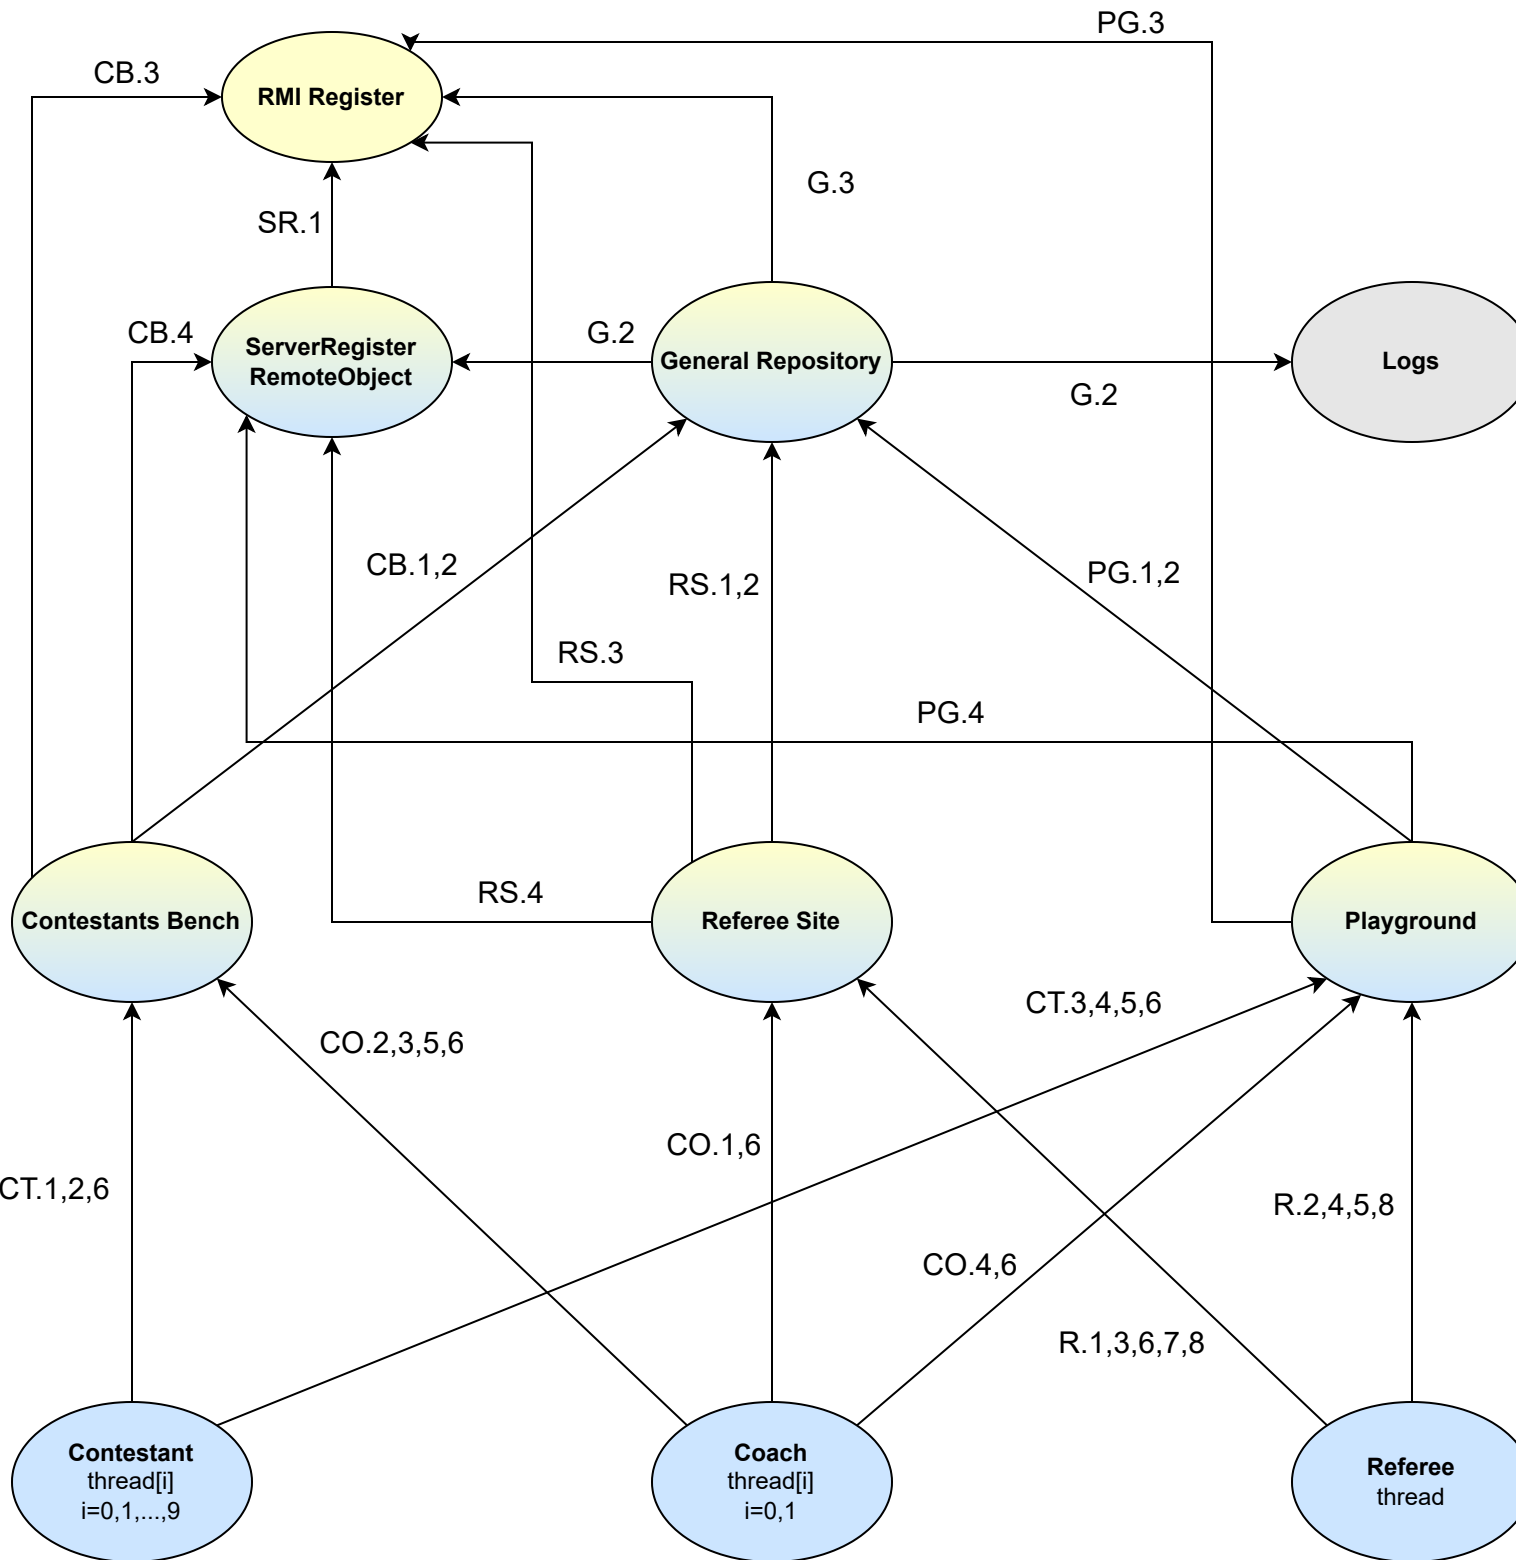 PG.3
CB.3
RMI Register
G.3
SR.1
CB.4
G.2
ServerRegister
RemoteObject
General Repository
Logs
G.2
CB.1,2
RS.1,2
PG.1,2
RS.3
PG.4
RS.4
Contestants Bench
Referee Site
Playground
CT.3,4,5,6
CO.2,3,5,6
CO.1,6
CT.1,2,6
R.2,4,5,8
CO.4,6
R.1,3,6,7,8
Contestant
thread[i]
i=0,1,...,9
Coach
thread[i]
i=0,1
Referee
thread